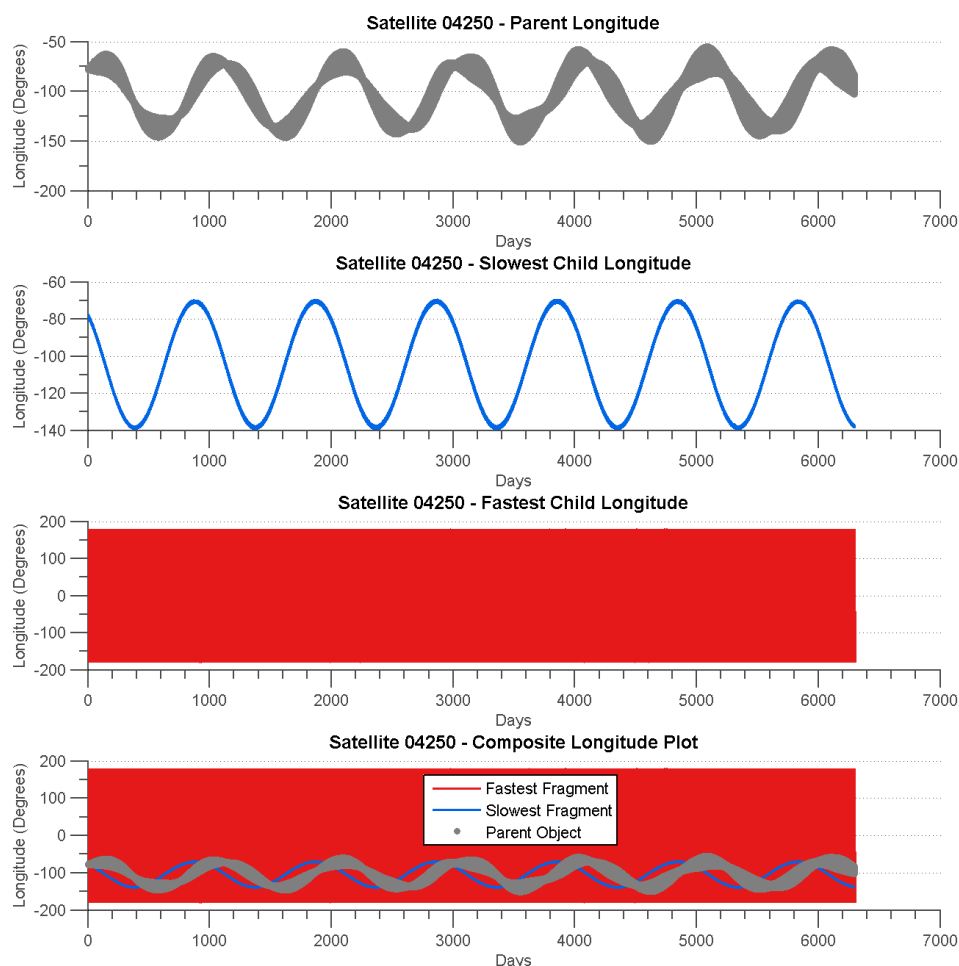 Satellite 04250 - Parent Longitude
Longitude (Degrees)
-50
-100
-150
-200
0 1000 2000 3000 4000 5000 6000 7000
Days
Satellite 04250 - Slowest Child Longitude
Longitude (Degrees)
-60
-80
-100
-120
-140
0 1000 2000 3000 4000 5000 6000 7000
Days
Satellite 04250 - Fastest Child Longitude
Longitude (Degrees)
200
100
0
-100
-200
0 1000 2000 3000 4000 5000 6000 7000
Days
Satellite 04250 - Composite Longitude Plot
Longitude (Degrees)
200
100
0
-100
-200
Fastest Fragment
Slowest Fragment
Parent Object
0 1000 2000 3000 4000 5000 6000 7000
Days